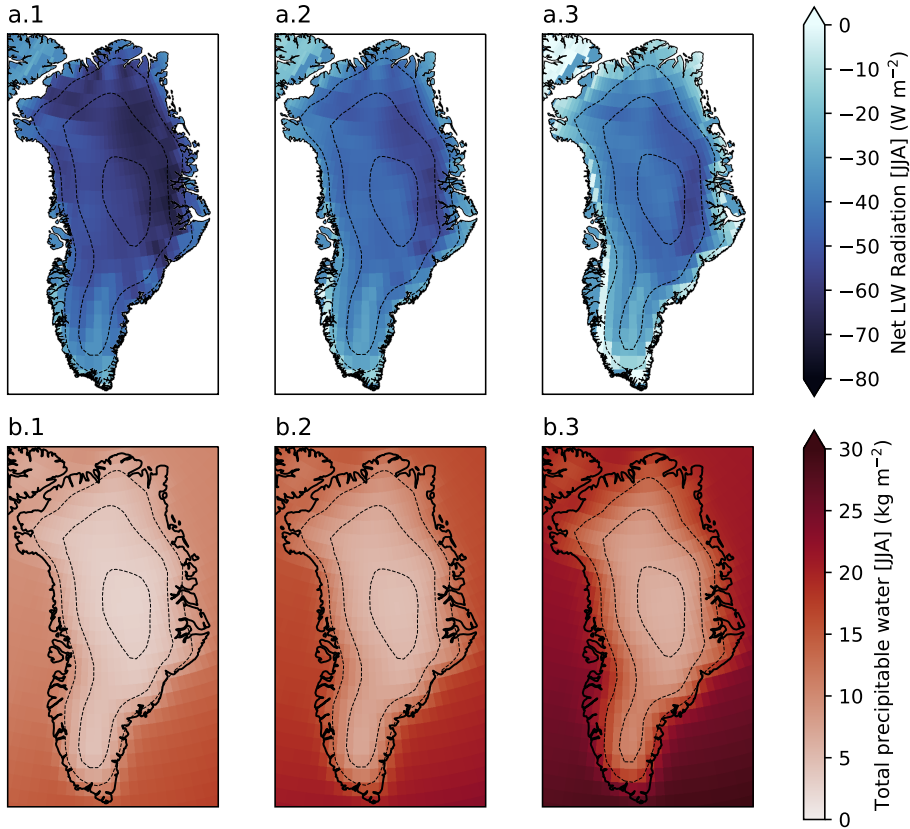 a.1
a.2
a.3
0
−10
−20
−30
−40
−50
−60
−70
−80
Net LW Radiation [JJA] (W m⁻²)
b.1
b.2
b.3
30
25
20
15
10
5
0
Total precipitable water [JJA] (kg m⁻²)